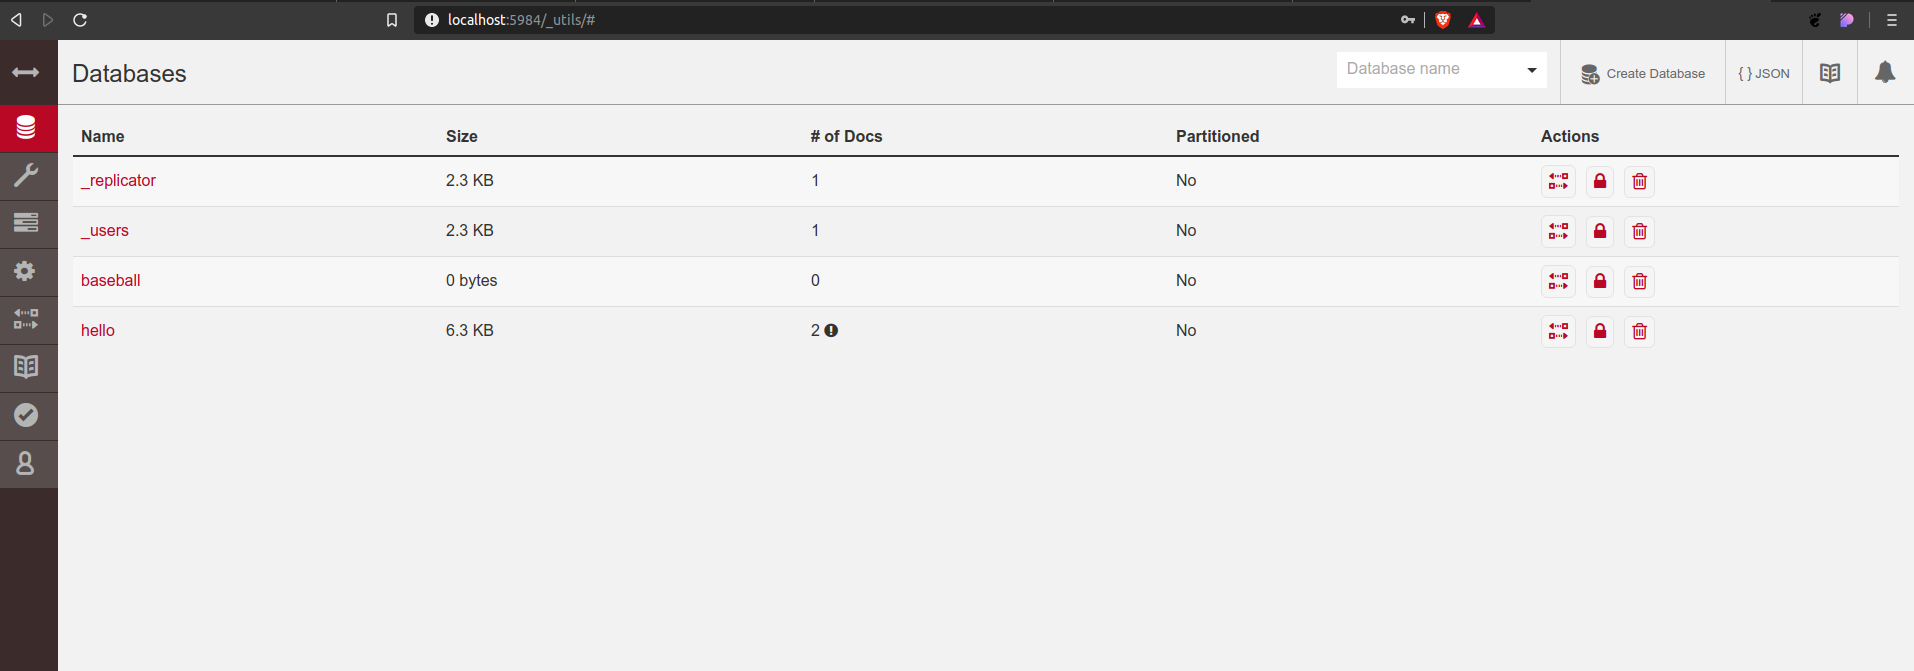 localhost:5984/_utils/#
Databases
Database name
Create Database
{ } JSON
Name Size # of Docs Partitioned Actions
_replicator 2.3 KB 1 No
_users 2.3 KB 1 No
baseball 0 bytes 0 No
hello 6.3 KB 2 No